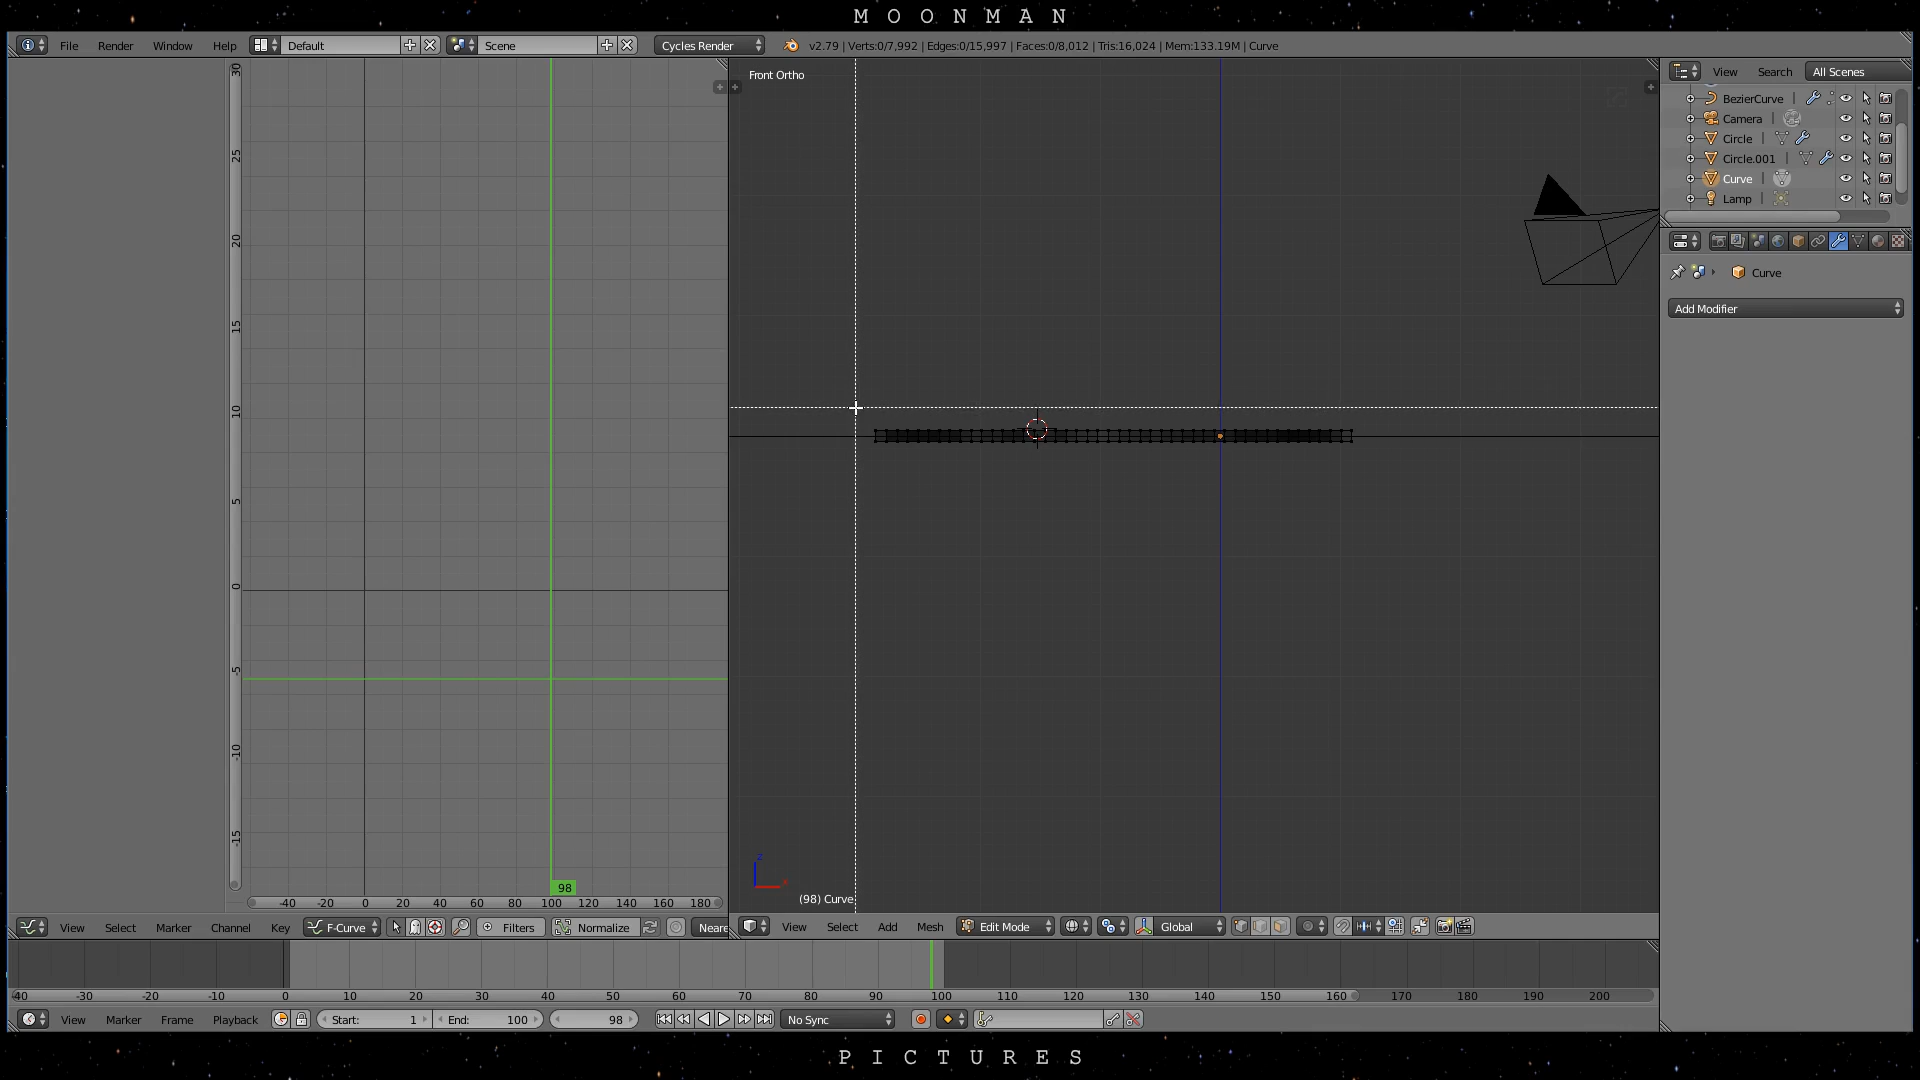 MOONMAN
File Render Window Help Default Scene Cycles Render v2.79 | Verts:0/7,992 | Edges:0/15,997 | Faces:0/8,012 | Tris:16,024 | Mem:133.19M | Curve
Front Ortho
View Search All Scenes
BezierCurve
Camera
Circle
Circle.001
Curve
Lamp
Curve
Add Modifier
30
25
20
15
10
5
0
-5
-10
-15
98
-40 -20 0 20 40 60 80 100 120 140 160 180
z
x
(98) Curve
View Select Marker Channel Key F-Curve Filters Normalize Neare
View Select Add Mesh Edit Mode Global
-40 -30 -20 -10 0 10 20 30 40 50 60 70 80 90 100 110 120 130 140 150 160 170 180 190 200
View Marker Frame Playback Start: 1 End: 100 98 No Sync
PICTURES